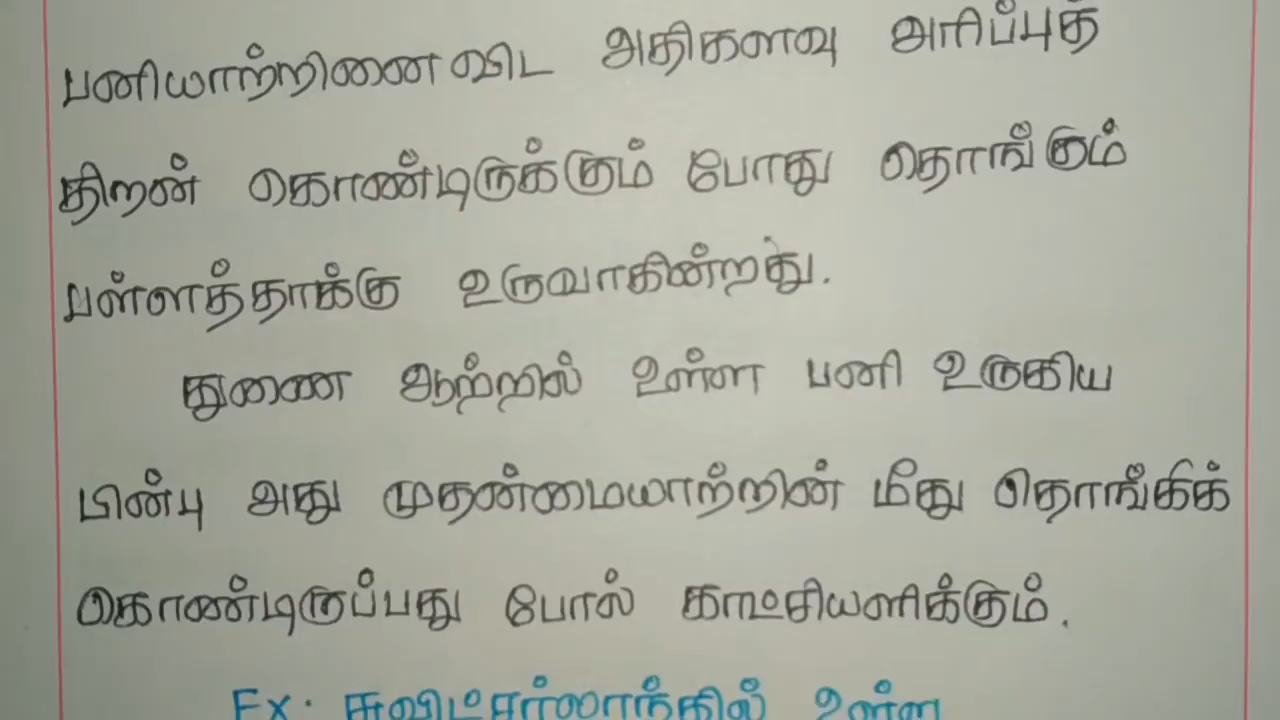 பனியாற்றினைவிட அதிகளவு அரிப்புத்
திறன் கொண்டிருக்கும் போது தொங்கும்
பள்ளத்தாக்கு உருவாகின்றது.
துணை ஆற்றில் உள்ள பனி உருகிய
பின்பு அது முதண்மையாற்றின் மீது தொங்கிக்
கொண்டிருப்பது போல் காட்சியளிக்கும்.
Ex: சுவிட்சர்லாந்தில் உள்ள